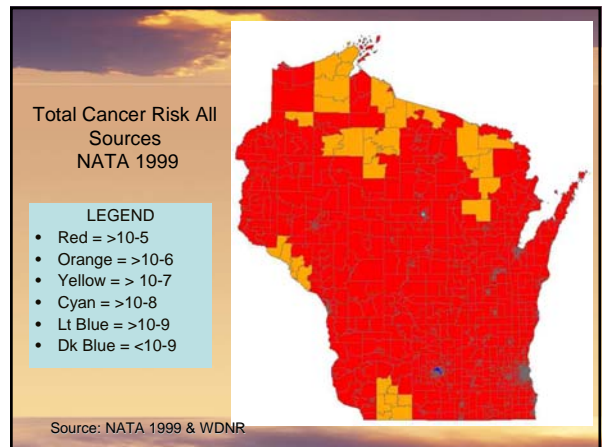 Total Cancer Risk All
Sources
NATA 1999
LEGEND
• Red = >10-5
• Orange = >10-6
• Yellow = > 10-7
• Cyan = >10-8
• Lt Blue = >10-9
• Dk Blue = <10-9
Source: NATA 1999 & WDNR